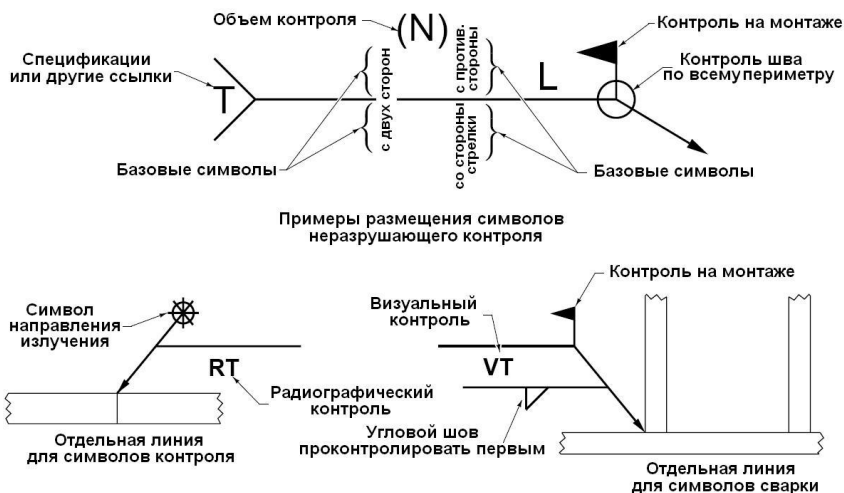 Объем контроля
(N)
Контроль на монтаже
Спецификации
или другие ссылки
T
с двух сторон
с против.
стороны
L
Контроль шва
по всему периметру
со стороны
стрелки
Базовые символы
Базовые символы
Примеры размещения символов
неразрушающего контроля
Символ
направления
излучения
RT
Радиографический
контроль
Отдельная линия
для символов контроля
Контроль на монтаже
Визуальный
контроль
VT
Угловой шов
проконтролировать первым
Отдельная линия
для символов сварки